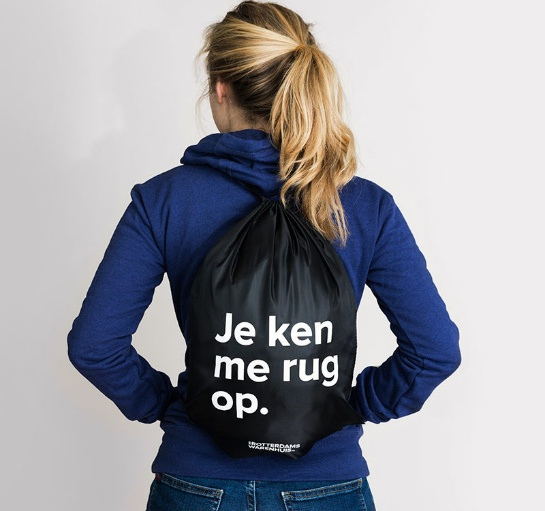 Je ken
me rug
op.
ROTTERDAMS
WARENHUIS